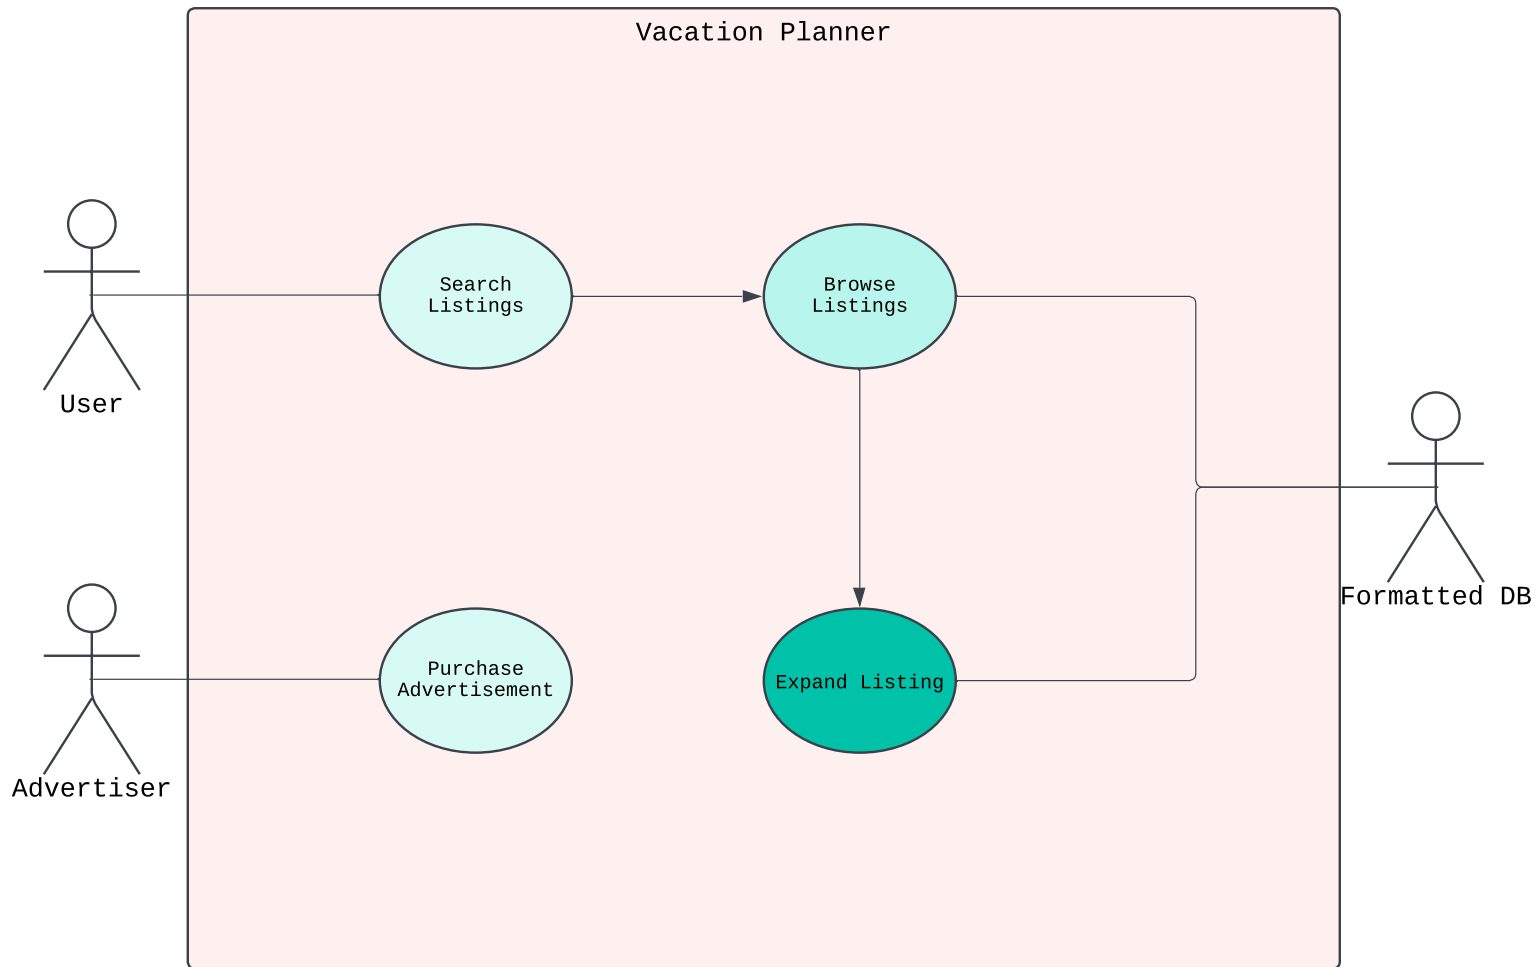 Vacation Planner
Search
Listings
Browse
Listings
User
Formatted DB
Purchase
Advertisement
Expand Listing
Advertiser